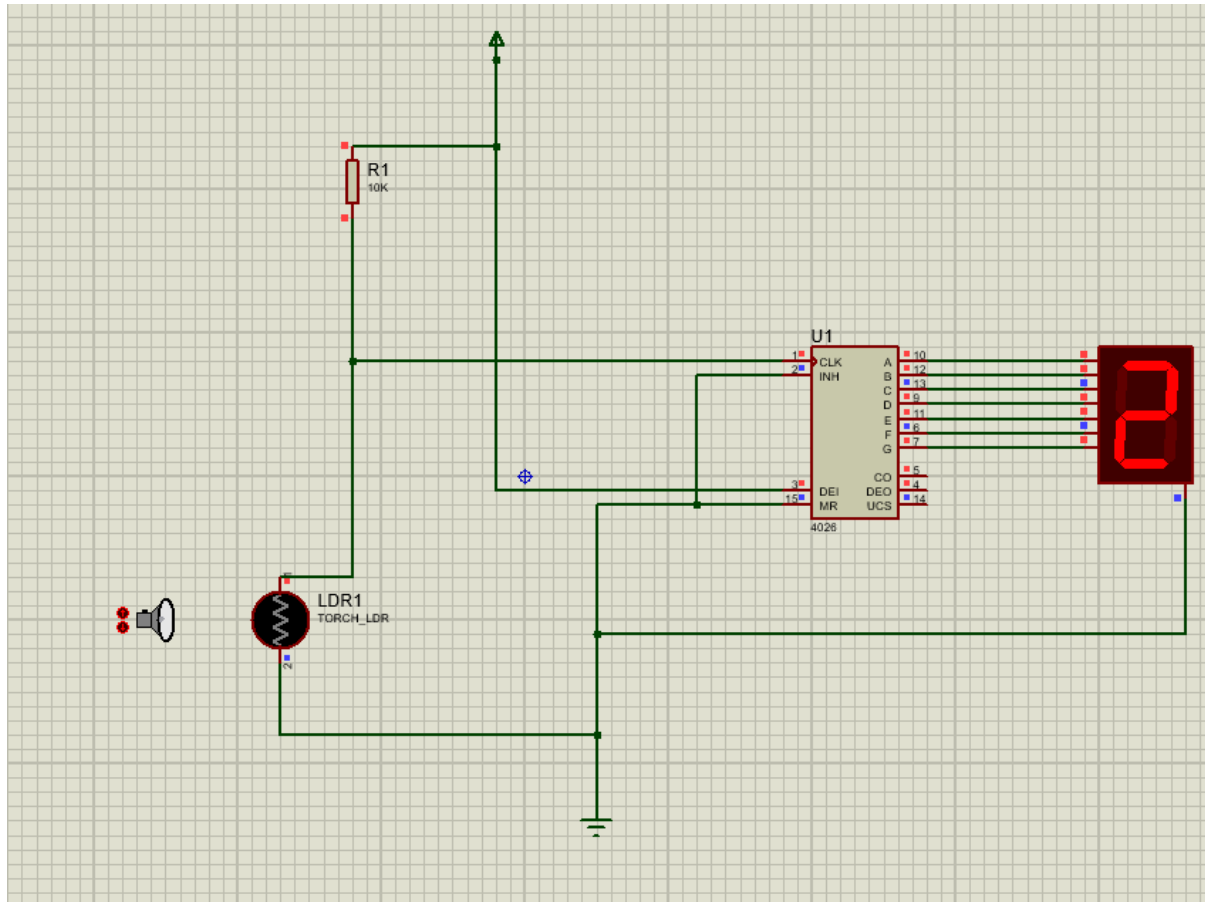 R1
10K
U1
1 CLK A 10
2 INH B 12
C 13
D 9
E 11
F 6
G 7
CO 5
3 DEI DEO 4
15 MR UCS 14
4026
2
1
LDR1
TORCH_LDR
2